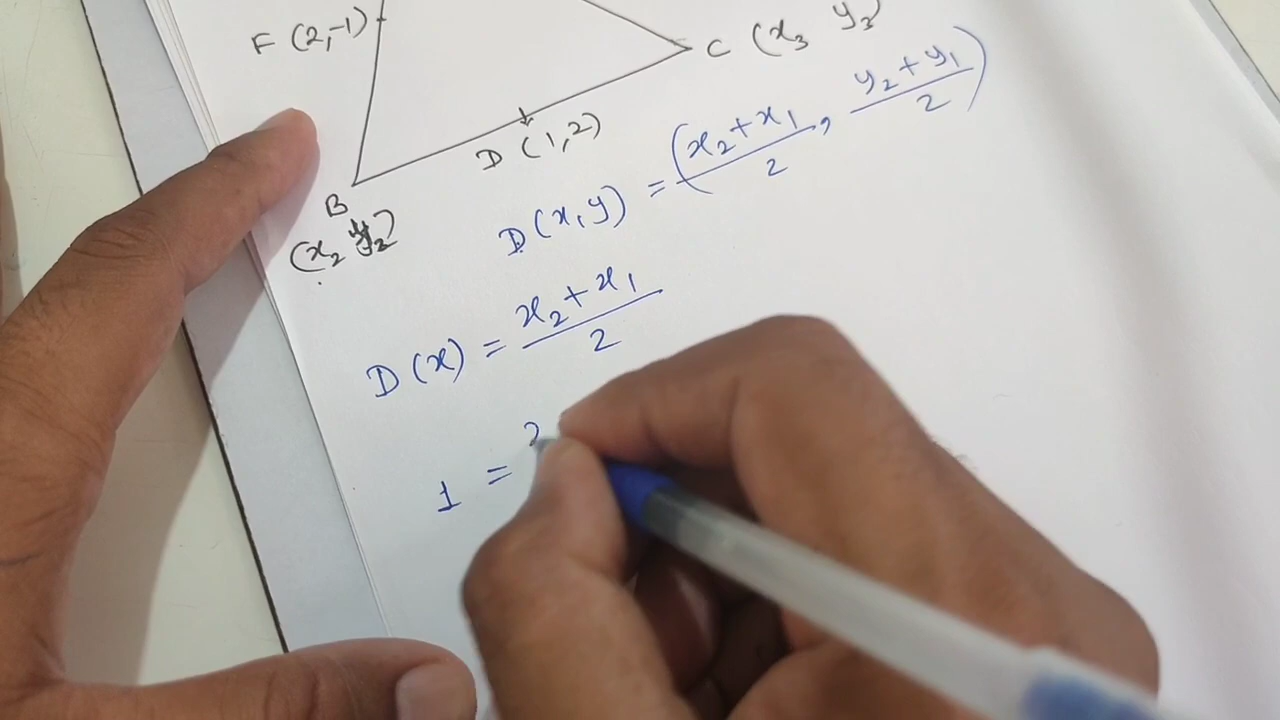 F (2,-1)
C (x₃ y₃)
D (1,2)
B
(x₂ y₂)
D(x,y) = (x₂+x₁/2, y₂+y₁/2)
D(x) = x₂+x₁/2
1 =